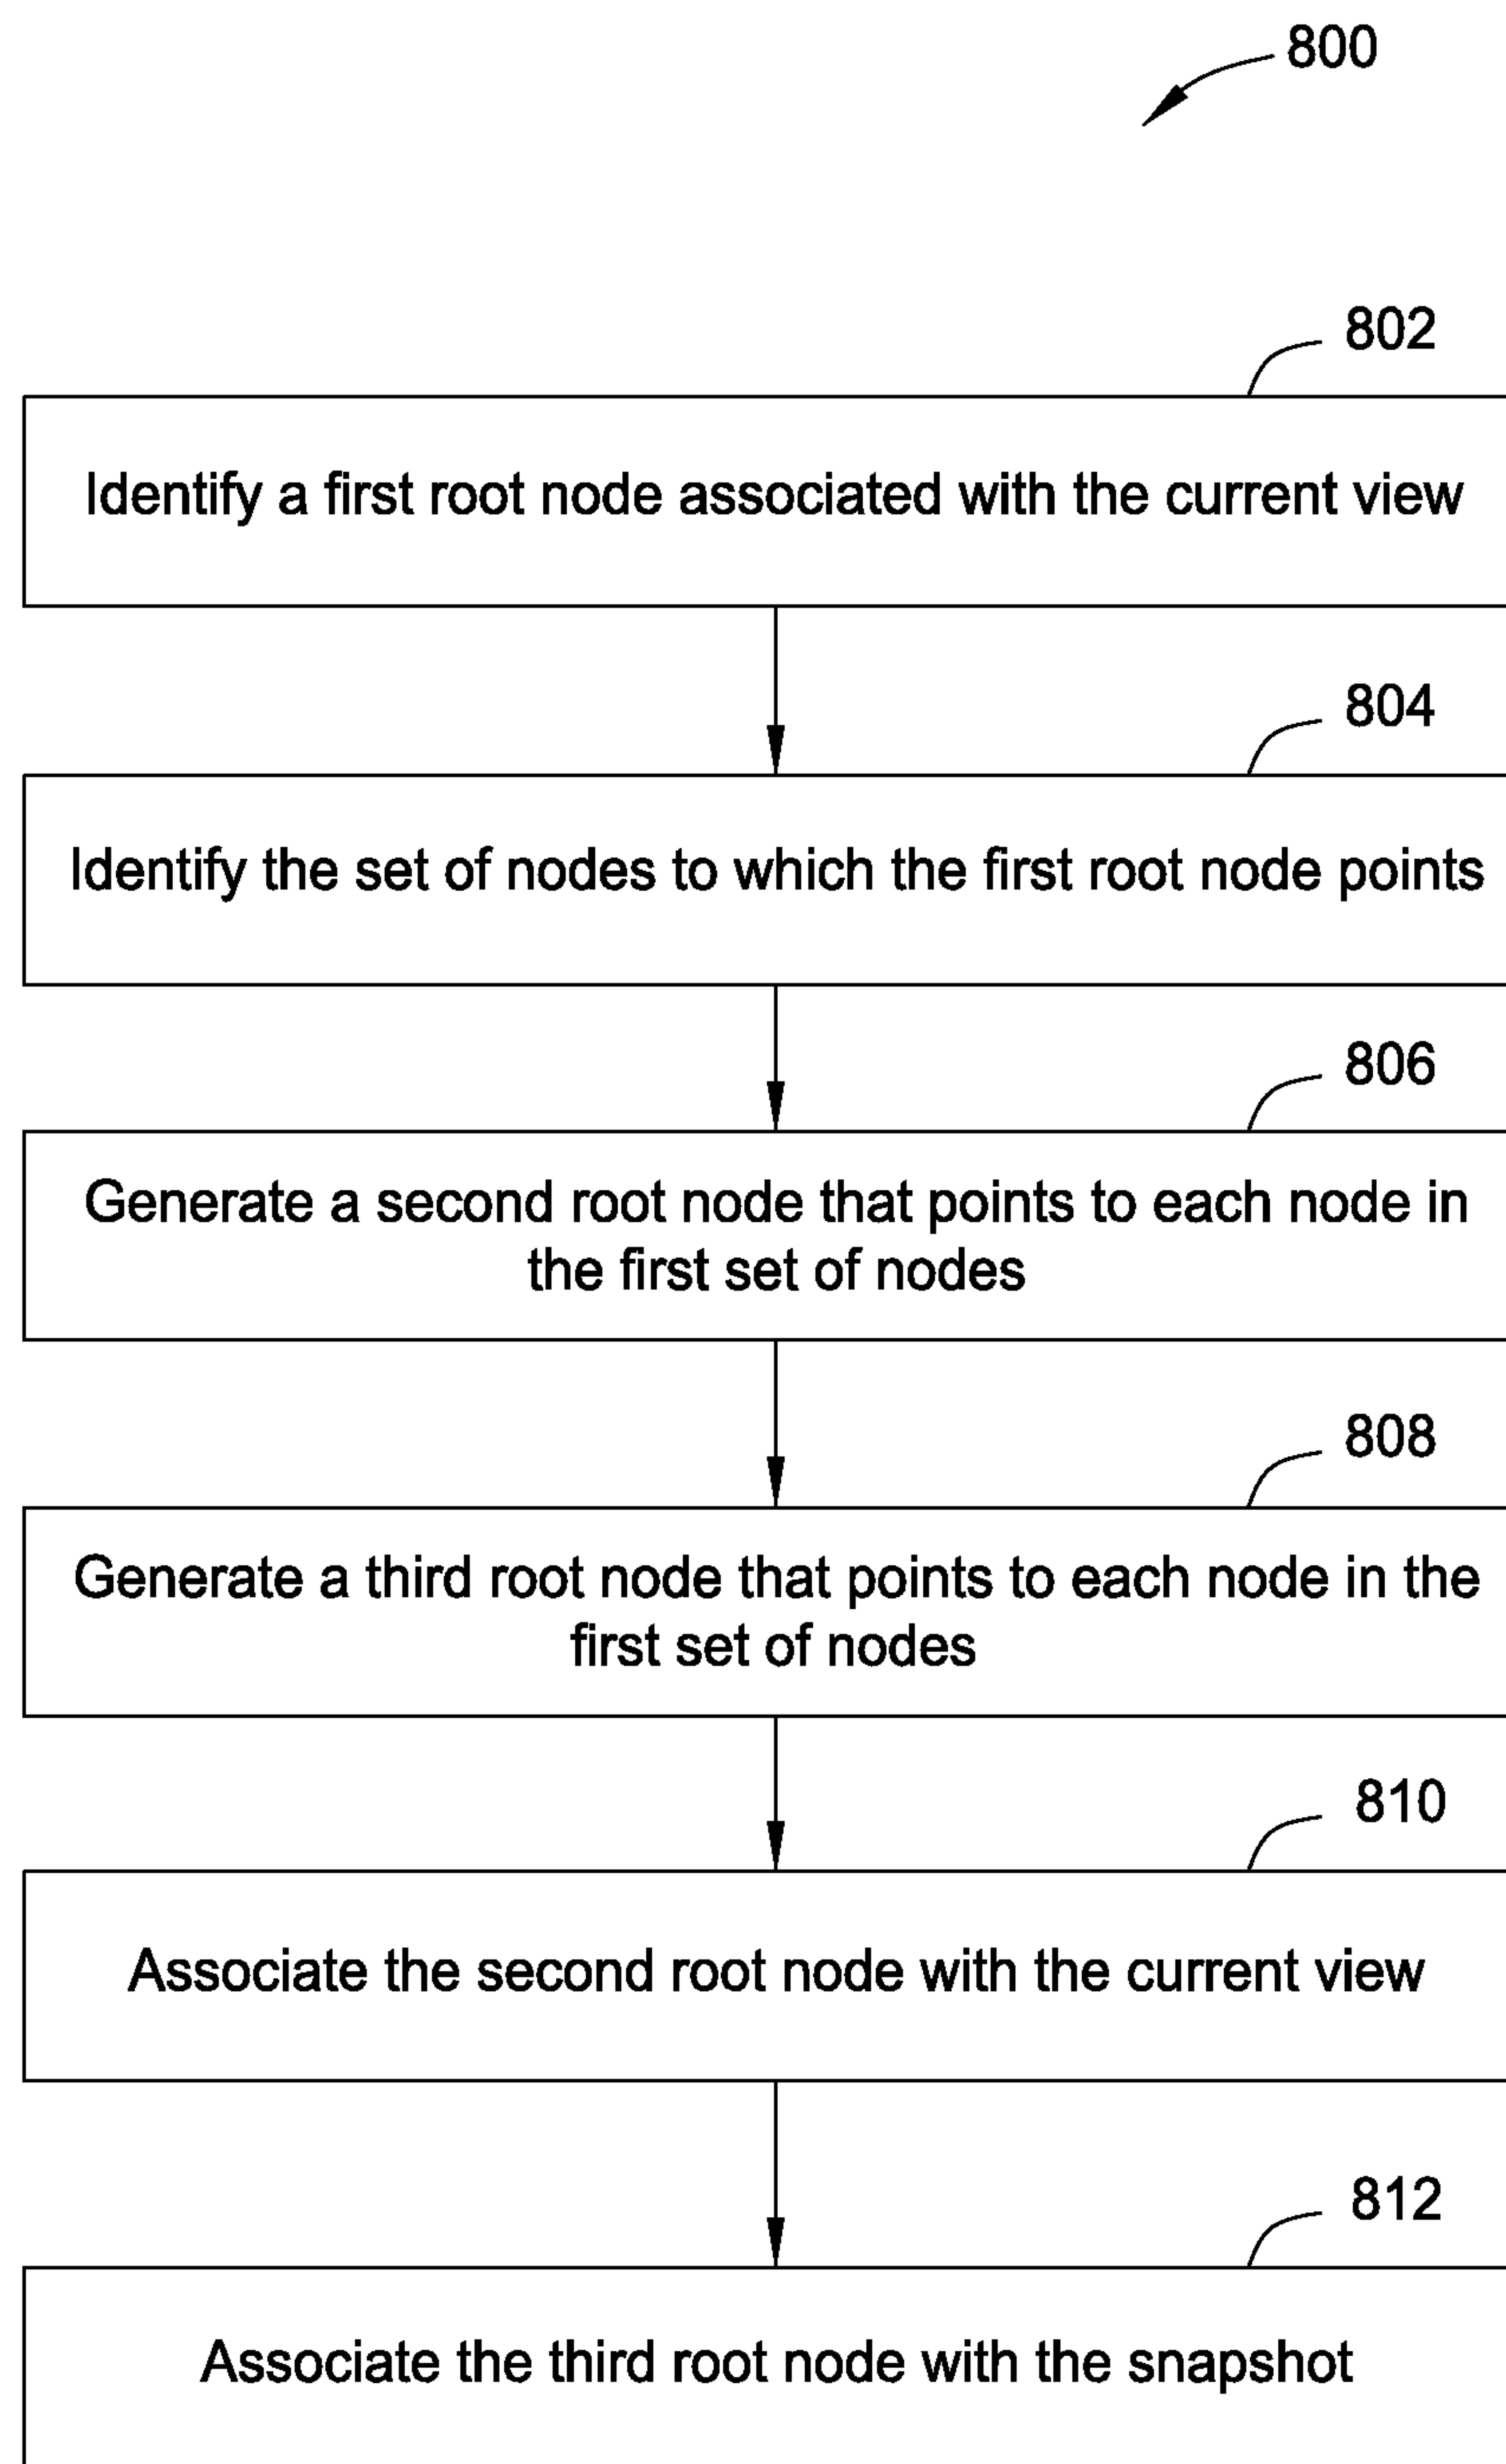 800
802
Identify a first root node associated with the current view
804
Identify the set of nodes to which the first root node points
806
Generate a second root node that points to each node in
the first set of nodes
808
Generate a third root node that points to each node in the
first set of nodes
810
Associate the second root node with the current view
812
Associate the third root node with the snapshot